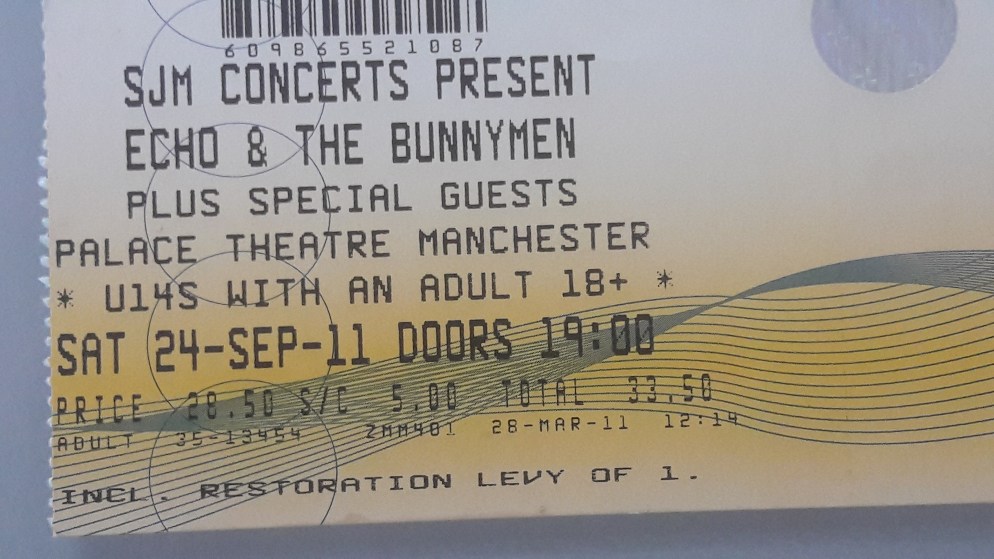 609865521087
SJM CONCERTS PRESENT
ECHO & THE BUNNYMEN
PLUS SPECIAL GUESTS
PALACE THEATRE MANCHESTER
* U14S WITH AN ADULT 18+ *
SAT 24-SEP-11 DOORS 19:00
PRICE 28.50 S/C 5.00 TOTAL 33.50
ADULT 35-13454 ZMM401 28-MAR-11 12:14
INCL. RESTORATION LEVY OF 1.